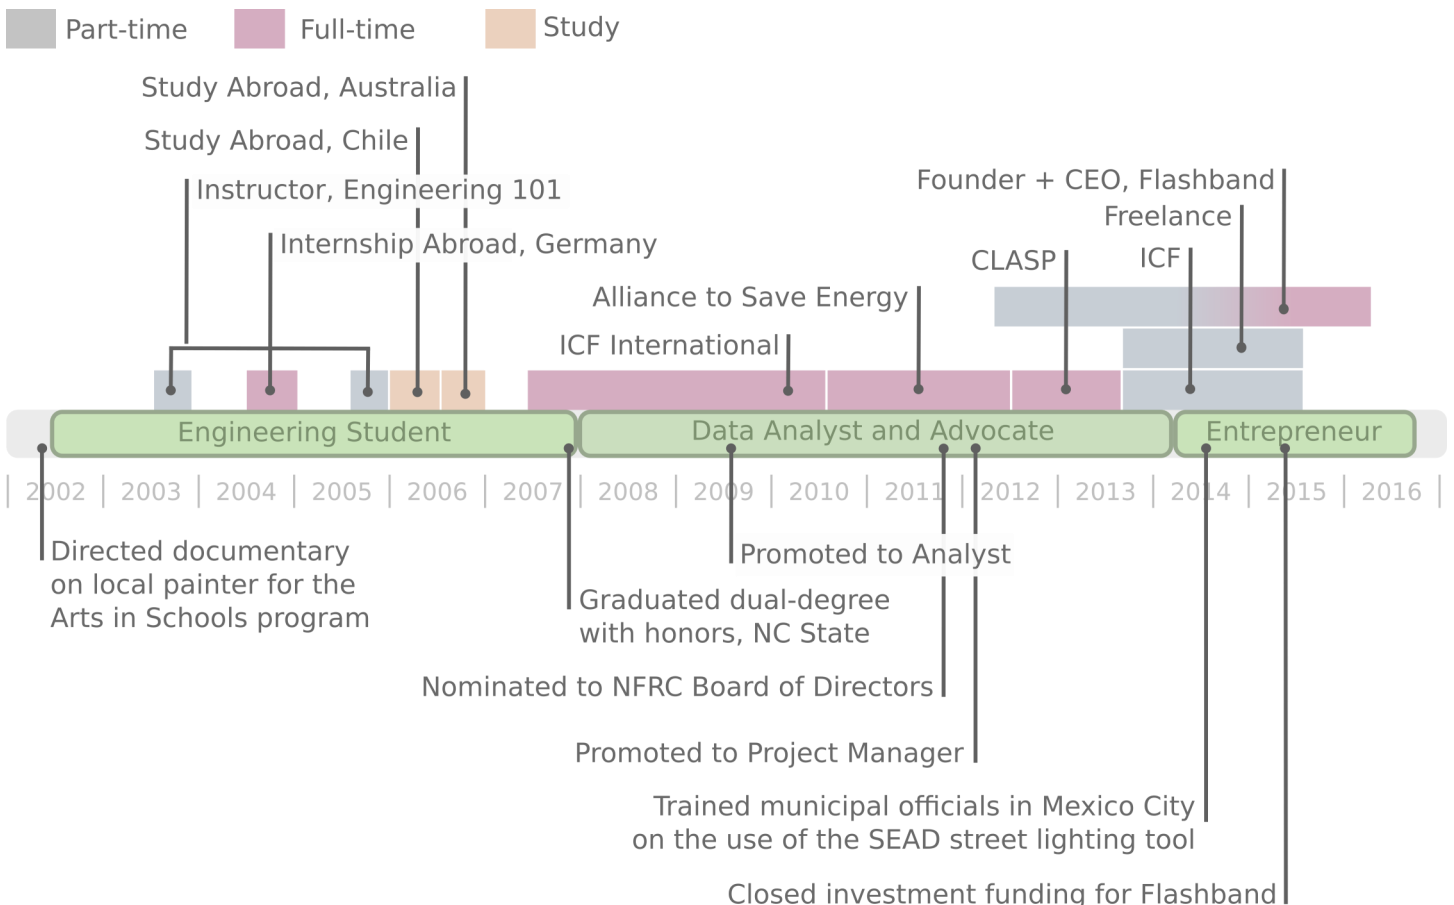 Part-time
Full-time
Study
Study Abroad, Australia
Study Abroad, Chile
Instructor, Engineering 101
Internship Abroad, Germany
Founder + CEO, Flashband
Freelance
CLASP
ICF
Alliance to Save Energy
ICF International
Engineering Student
Data Analyst and Advocate
Entrepreneur
2002 2003 2004 2005 2006 2007 2008 2009 2010 2011 2012 2013 2014 2015 2016
Directed documentary
on local painter for the
Arts in Schools program
Promoted to Analyst
Graduated dual-degree
with honors, NC State
Nominated to NFRC Board of Directors
Promoted to Project Manager
Trained municipal officials in Mexico City
on the use of the SEAD street lighting tool
Closed investment funding for Flashband